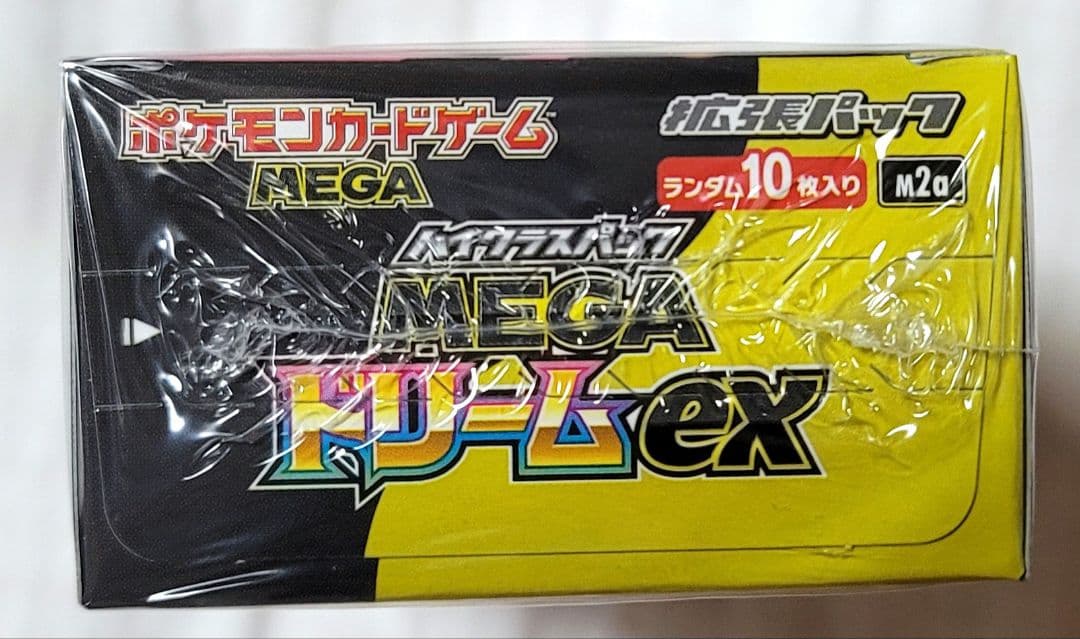 ポケモンカードゲーム
MEGA
拡張パック
ランダム10枚入り
M2a
ハイクラスパック
MEGA
ドリームex